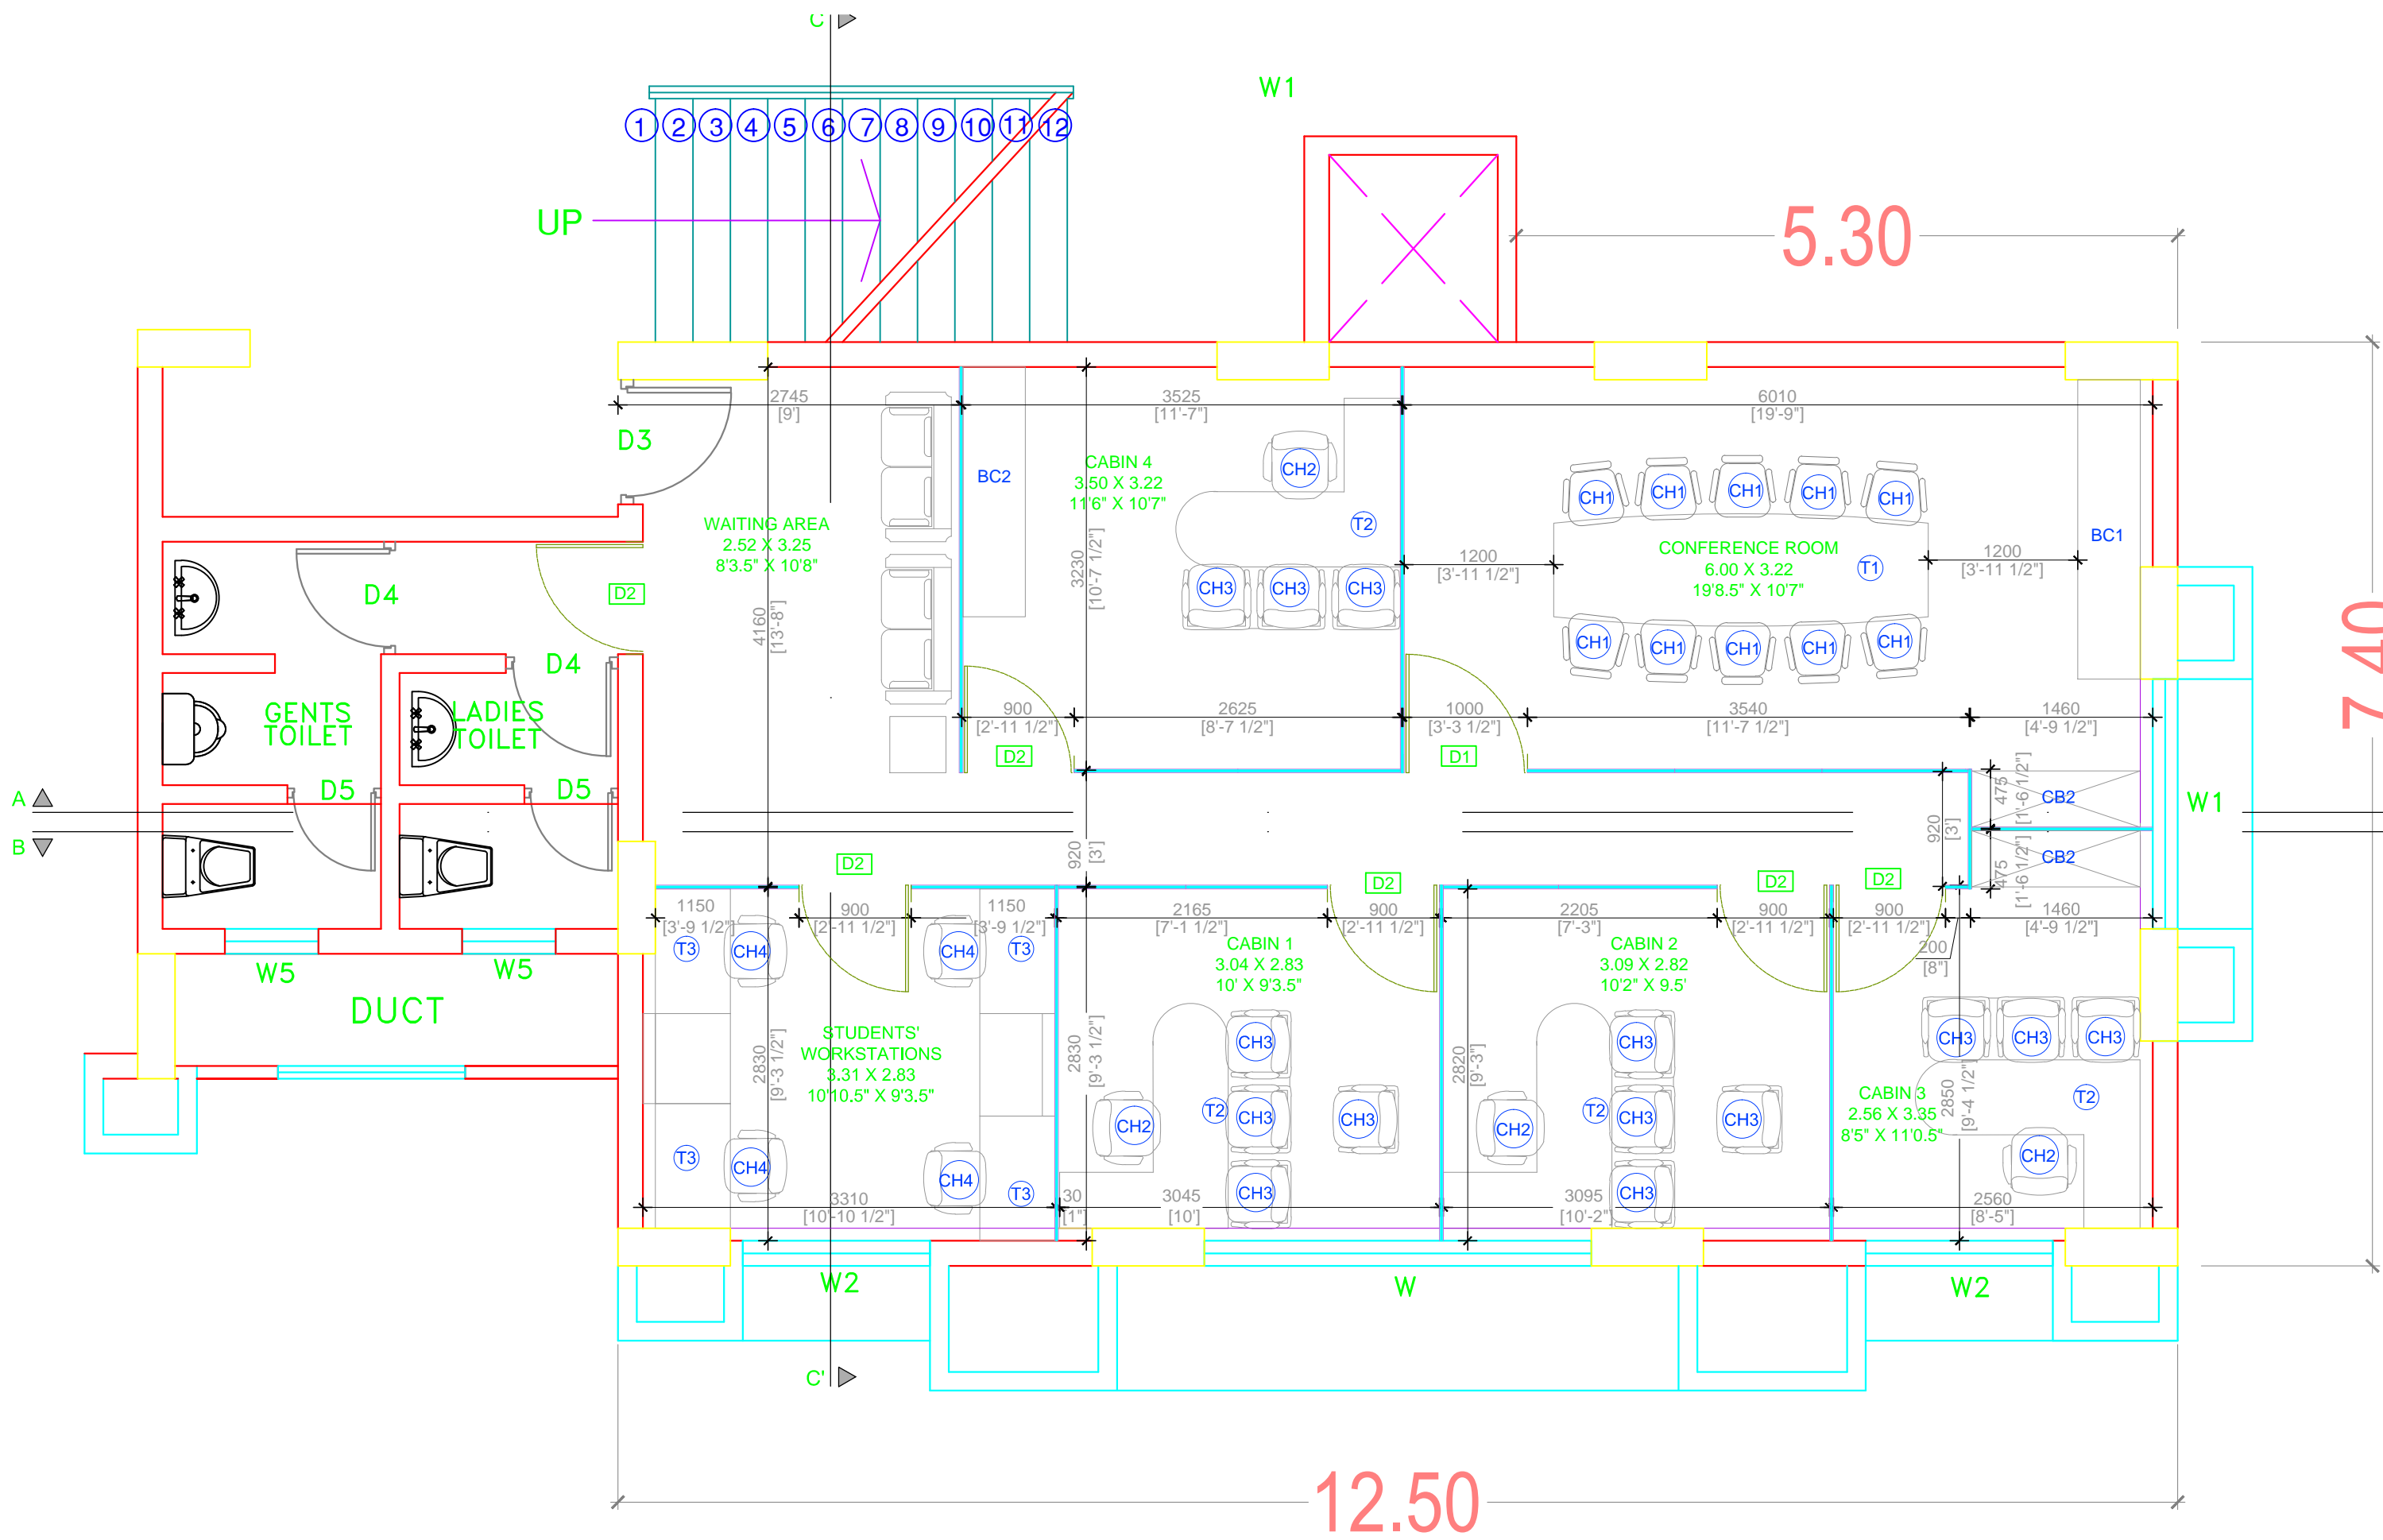 C
W1
1 2 3 4 5 6 7 8 9 10 11 12
UP
5.30
2745
[9']
3525
[11'-7"]
6010
[19'-9"]
D3
CABIN 4
3.50 X 3.22
11'6" X 10'7"
CH2
BC2
T2
CH1 CH1 CH1 CH1 CH1
WAITING AREA
2.52 X 3.25
8'3.5" X 10'8"
CONFERENCE ROOM
6.00 X 3.22
19'8.5" X 10'7"
T1
BC1
1200
[3'-11 1/2"]
1200
[3'-11 1/2"]
3230
[10'-7 1/2"]
4160
[13'-8"]
CH3 CH3 CH3
D4
D2
D4
CH1 CH1 CH1 CH1 CH1
7.40
GENTS
TOILET
LADIES
TOILET
900
[2'-11 1/2"]
2625
[8'-7 1/2"]
1000
[3'-3 1/2"]
3540
[11'-7 1/2"]
1460
[4'-9 1/2"]
D2
D1
D5
D5
A
B
475
[1'-6 1/2"]
CB2
W1
920
[3']
920
[3']
475
[1'-6 1/2"]
CB2
D2
D2
D2
D2
1150
[3'-9 1/2"]
900
[2'-11 1/2"]
1150
[3'-9 1/2"]
2165
[7'-1 1/2"]
900
[2'-11 1/2"]
2205
[7'-3"]
900
[2'-11 1/2"]
900
[2'-11 1/2"]
1460
[4'-9 1/2"]
200
[8"]
T3
CH4
CH4
T3
CABIN 1
3.04 X 2.83
10' X 9'3.5"
CABIN 2
3.09 X 2.82
10'2" X 9.5'
W5
W5
DUCT
STUDENTS'
WORKSTATIONS
3.31 X 2.83
10'10.5" X 9'3.5"
2830
[9'-3 1/2"]
2830
[9'-3 1/2"]
2820
[9'-3"]
2850
[9'-4 1/2"]
CH3
CH3
CH3 CH3 CH3
CABIN 3
2.56 X 3.35
8'5" X 11'0.5"
T2
CH2
T2
CH3
CH3
CH2
T2
CH3
CH3
CH2
T3
CH4
CH4
T3
CH3
CH3
3310
[10'-10 1/2"]
30
[1"]
3045
[10']
3095
[10'-2"]
2560
[8'-5"]
W2
W
W2
C'
12.50